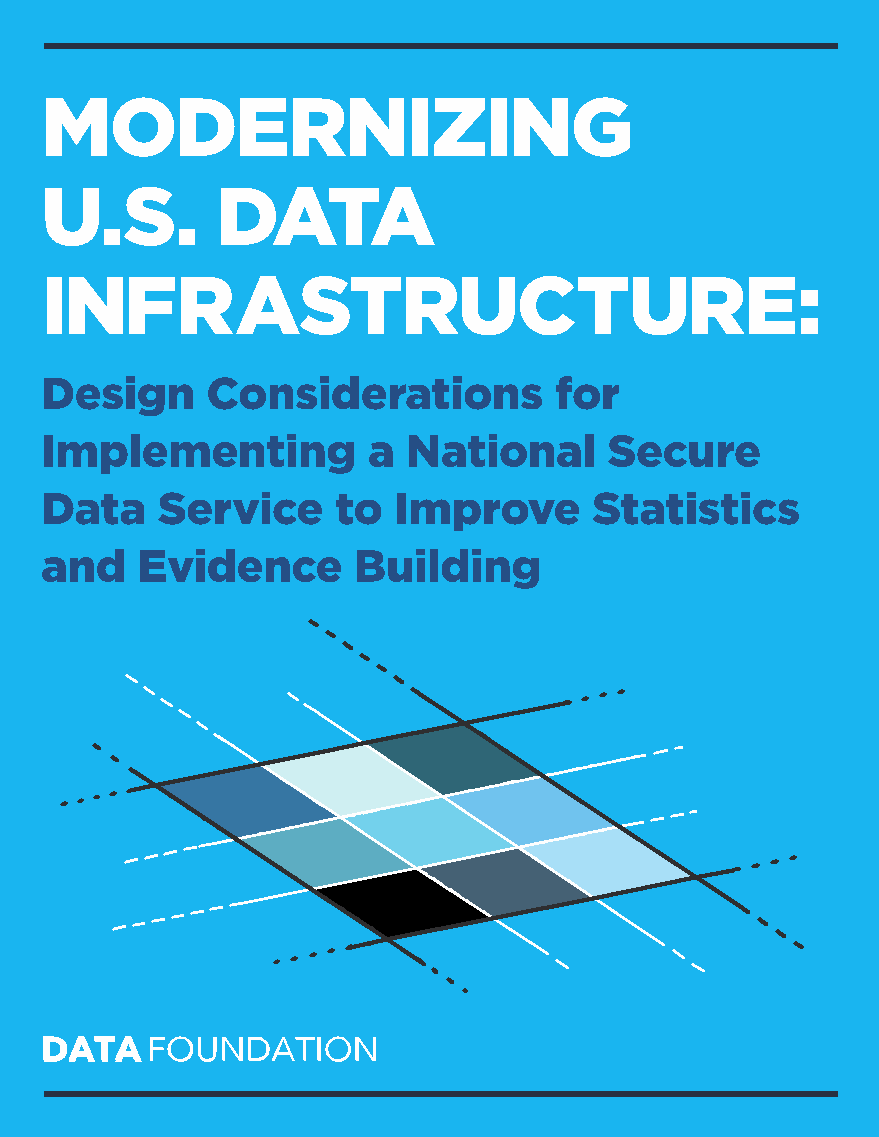 MODERNIZING
U.S. DATA
INFRASTRUCTURE:
Design Considerations for
Implementing a National Secure
Data Service to Improve Statistics
and Evidence Building
DATA FOUNDATION